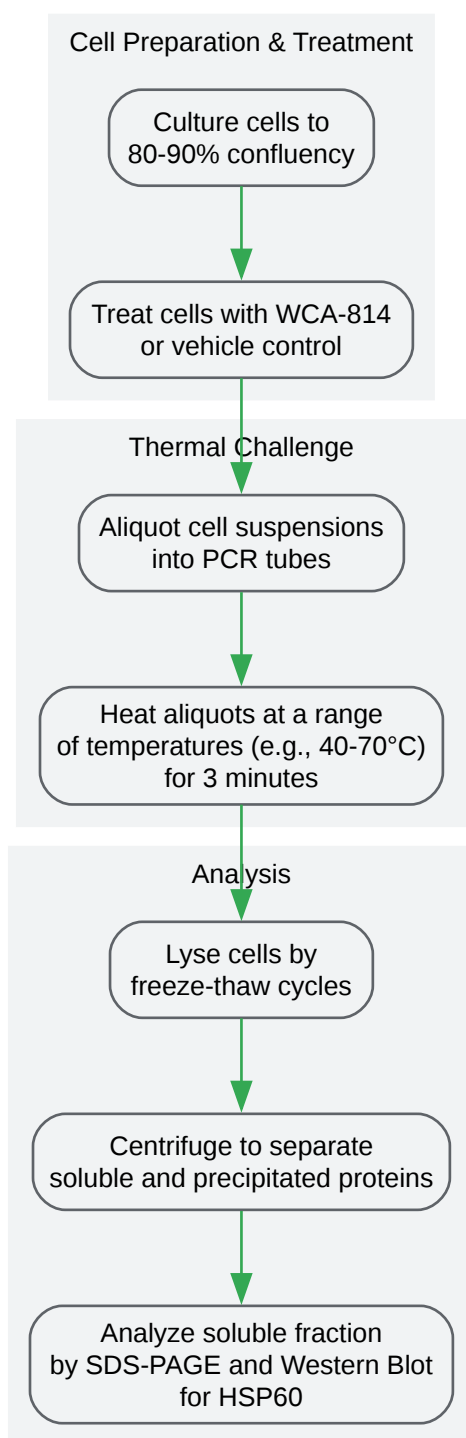 Cell Preparation & Treatment
Culture cells to
80-90% confluency
Treat cells with WCA-814
or vehicle control
Thermal Challenge
Aliquot cell suspensions
into PCR tubes
Heat aliquots at a range
of temperatures (e.g., 40-70°C)
for 3 minutes
Analysis
Lyse cells by
freeze-thaw cycles
Centrifuge to separate
soluble and precipitated proteins
Analyze soluble fraction
by SDS-PAGE and Western Blot
for HSP60